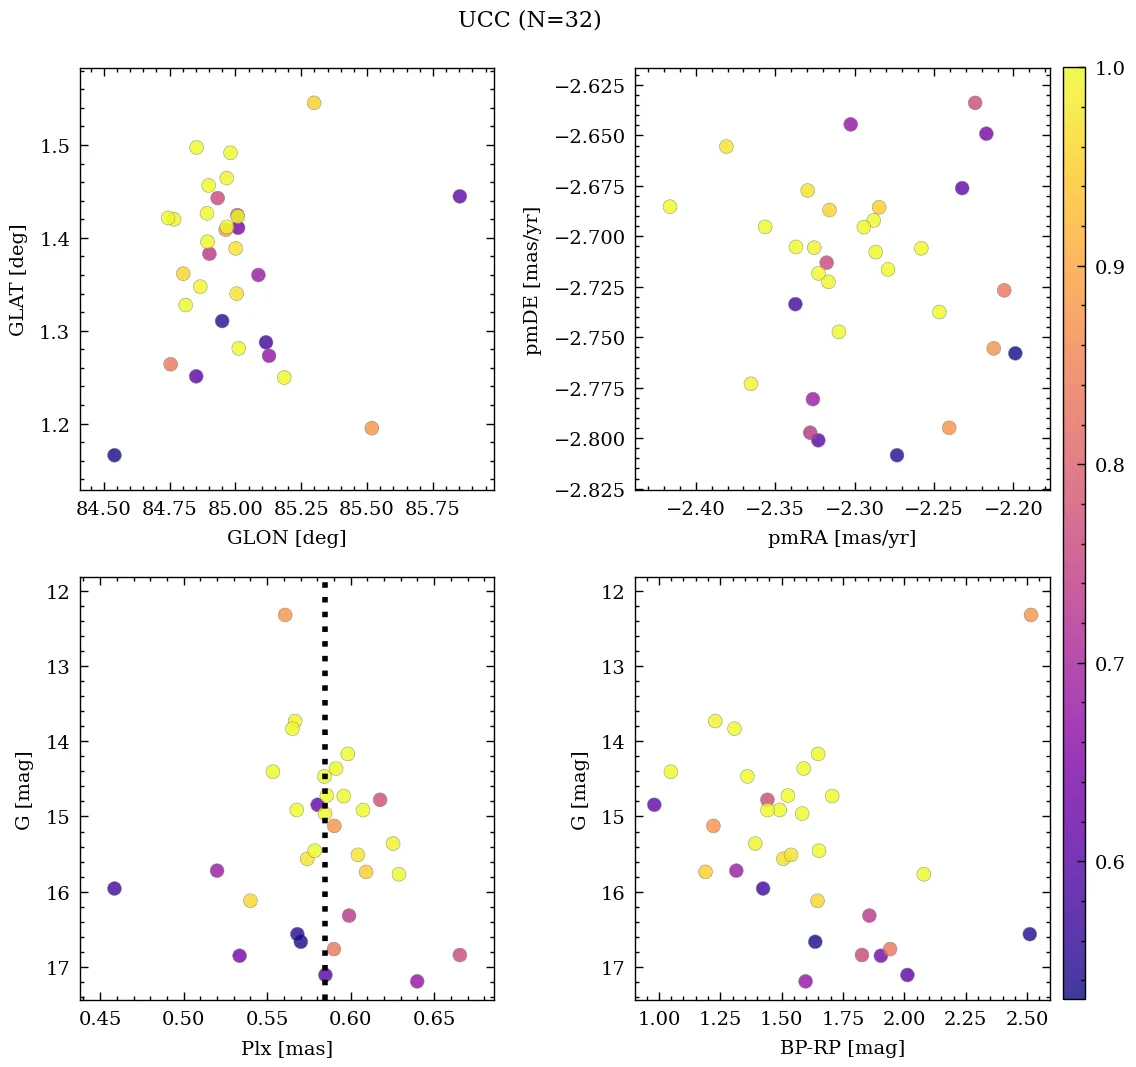 UCC (N=32)
1.5
1.4
1.3
1.2
GLAT [deg]
84.50 84.75 85.00 85.25 85.50 85.75
GLON [deg]
−2.625
−2.650
−2.675
−2.700
−2.725
−2.750
−2.775
−2.800
−2.825
pmDE [mas/yr]
−2.40 −2.35 −2.30 −2.25 −2.20
pmRA [mas/yr]
12
13
14
15
16
17
G [mag]
0.45 0.50 0.55 0.60 0.65
Plx [mas]
12
13
14
15
16
17
G [mag]
1.00 1.25 1.50 1.75 2.00 2.25 2.50
BP-RP [mag]
1.0
0.9
0.8
0.7
0.6